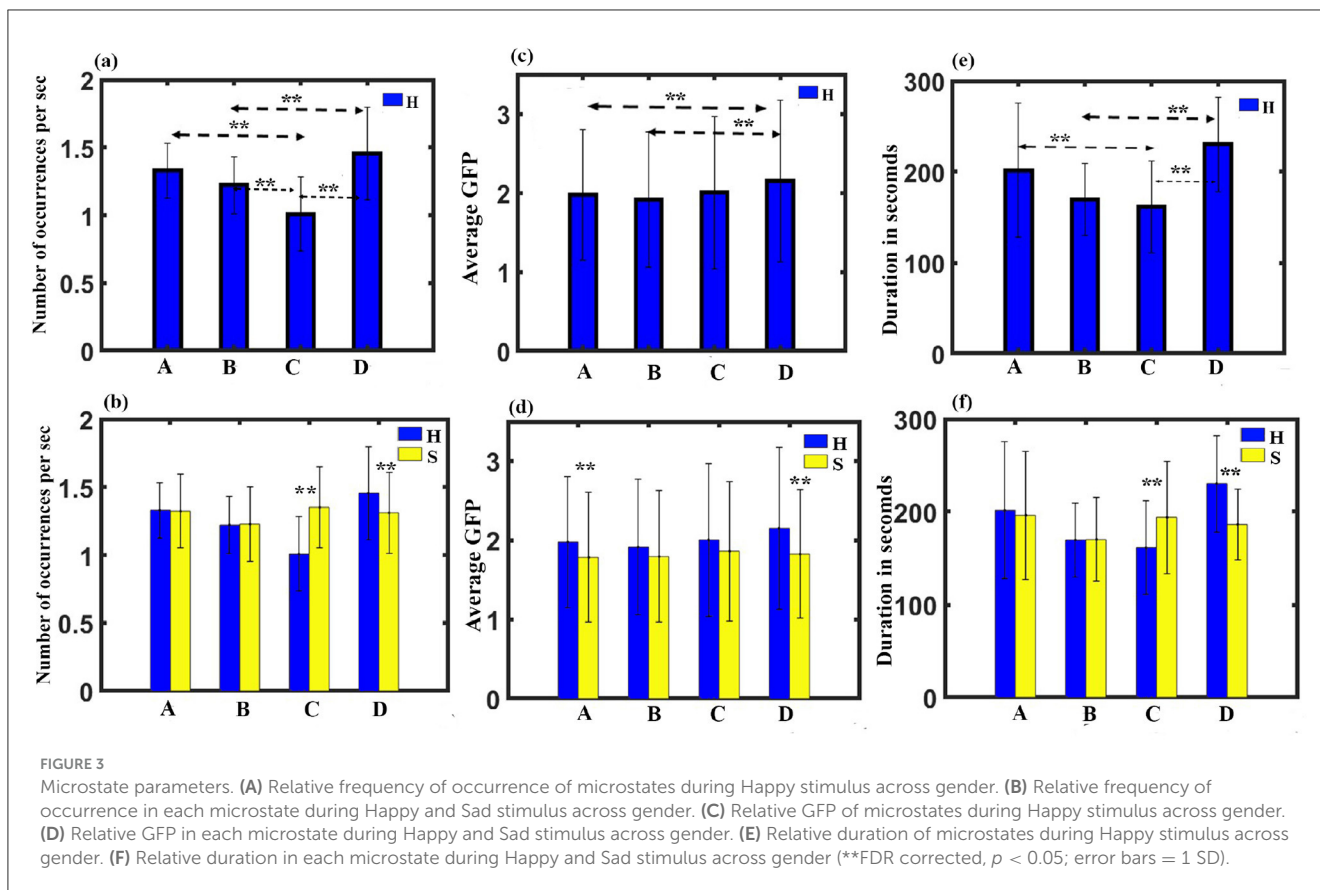 (a)
Number of occurrences per sec
2
1.5
1
0.5
0
H
**
**
**
**
A B C D
(c)
Average GFP
3
2
1
0
H
**
**
A B C D
(e)
Duration in seconds
300
200
100
0
H
**
**
**
A B C D
(b)
Number of occurrences per sec
2
1.5
1
0.5
0
H
S
**
**
A B C D
(d)
Average GFP
3
2
1
0
H
S
**
**
A B C D
(f)
Duration in seconds
300
200
100
0
H
S
**
**
A B C D
FIGURE 3
Microstate parameters. (A) Relative frequency of occurrence of microstates during Happy stimulus across gender. (B) Relative frequency of
occurrence in each microstate during Happy and Sad stimulus across gender. (C) Relative GFP of microstates during Happy stimulus across gender.
(D) Relative GFP in each microstate during Happy and Sad stimulus across gender. (E) Relative duration of microstates during Happy stimulus across
gender. (F) Relative duration in each microstate during Happy and Sad stimulus across gender (**FDR corrected, p < 0.05; error bars = 1 SD).